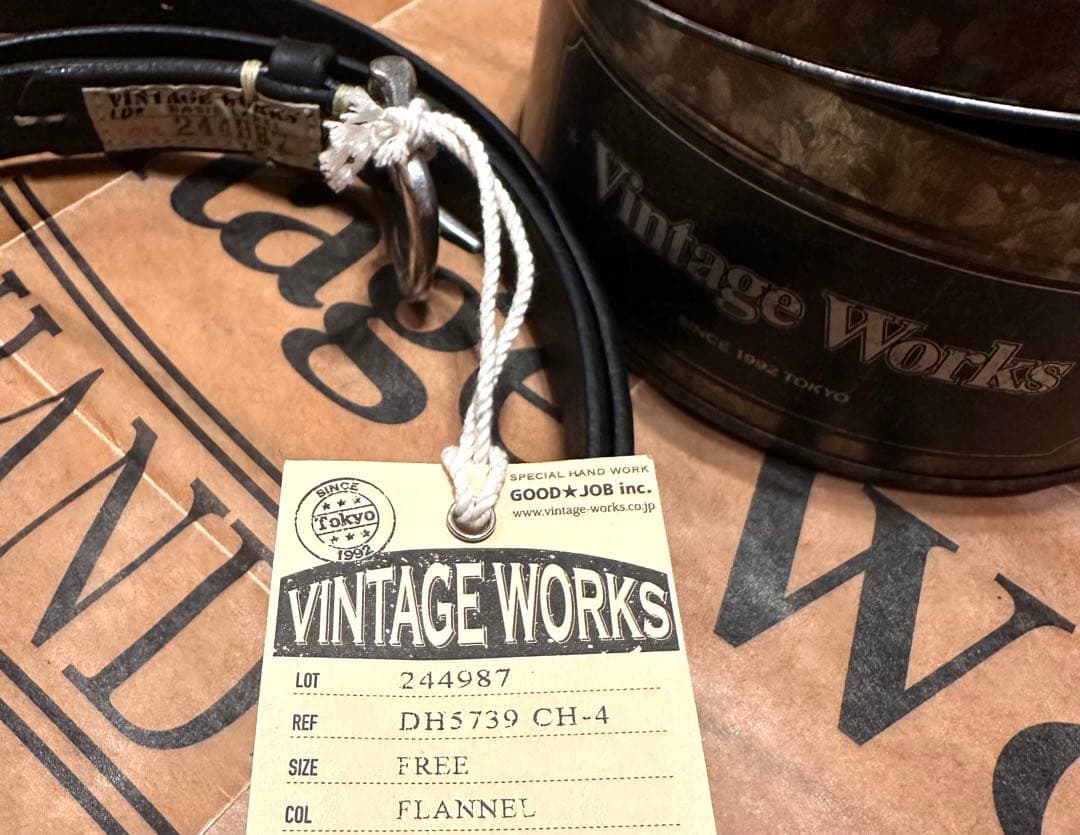 VINTAGE WORKS
Vintage Works
SINCE 1992 TOKYO
SPECIAL HAND WORK
GOOD★JOB inc.
www.vintage-works.co.jp
SINCE
Tokyo
1992
VINTAGE WORKS
LOT 244987
REF DH5739 CH-4
SIZE FREE
COL FLANNEL